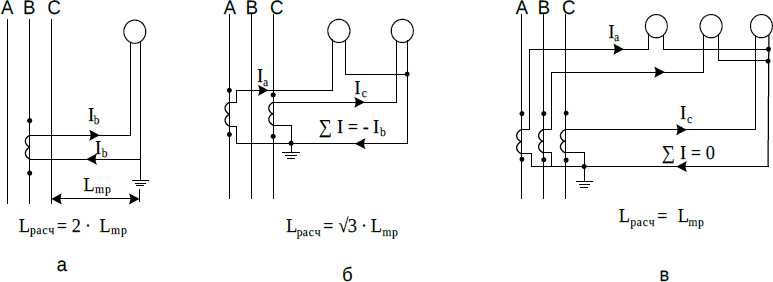 A B C
I_b
I_b
L_тр
L_расч = 2 · L_тр
а
A B C
I_a
I_c
∑ I = - I_b
L_расч = √3 · L_тр
б
A B C
I_a
I_c
∑ I = 0
L_расч = L_тр
в